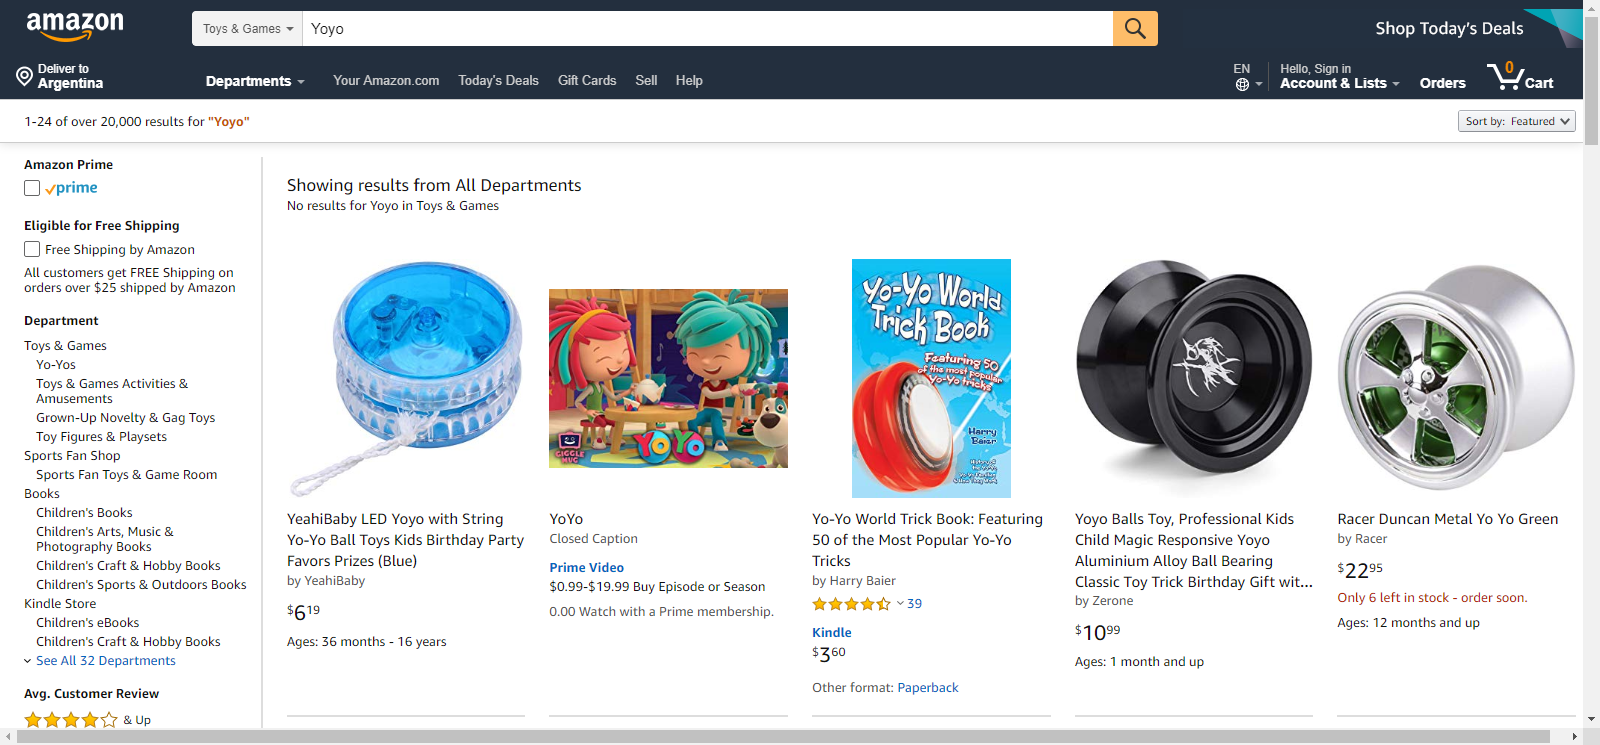 amazon
Toys & Games
Yoyo
Shop Today's Deals
Deliver to
Argentina
Departments
Your Amazon.com
Today's Deals
Gift Cards
Sell
Help
EN
Hello, Sign in
Account & Lists
Orders
0
Cart
1-24 of over 20,000 results for "Yoyo"
Sort by: Featured
Amazon Prime
prime
Eligible for Free Shipping
Free Shipping by Amazon
All customers get FREE Shipping on
orders over $25 shipped by Amazon
Department
Toys & Games
Yo-Yos
Toys & Games Activities &
Amusements
Grown-Up Novelty & Gag Toys
Toy Figures & Playsets
Sports Fan Shop
Sports Fan Toys & Game Room
Books
Children's Books
Children's Arts, Music &
Photography Books
Children's Craft & Hobby Books
Children's Sports & Outdoors Books
Kindle Store
Children's eBooks
Children's Craft & Hobby Books
See All 32 Departments
Avg. Customer Review
& Up
Showing results from All Departments
No results for Yoyo in Toys & Games
YeahiBaby LED Yoyo with String
Yo-Yo Ball Toys Kids Birthday Party
Favors Prizes (Blue)
by YeahiBaby
$6 19
Ages: 36 months - 16 years
GIGGLE
MUG
YOYO
YoYo
Closed Caption
Prime Video
$0.99-$19.99 Buy Episode or Season
0.00 Watch with a Prime membership.
Yo-Yo World
Trick Book
Featuring 50
of the most popular
Yo-Yo tricks
Harry
Baier
Yo-Yo World Trick Book: Featuring
50 of the Most Popular Yo-Yo
Tricks
by Harry Baier
39
Kindle
$3 60
Other format: Paperback
Yoyo Balls Toy, Professional Kids
Child Magic Responsive Yoyo
Aluminium Alloy Ball Bearing
Classic Toy Trick Birthday Gift wit...
by Zerone
$10 99
Ages: 1 month and up
Racer Duncan Metal Yo Yo Green
by Racer
$22 95
Only 6 left in stock - order soon.
Ages: 12 months and up